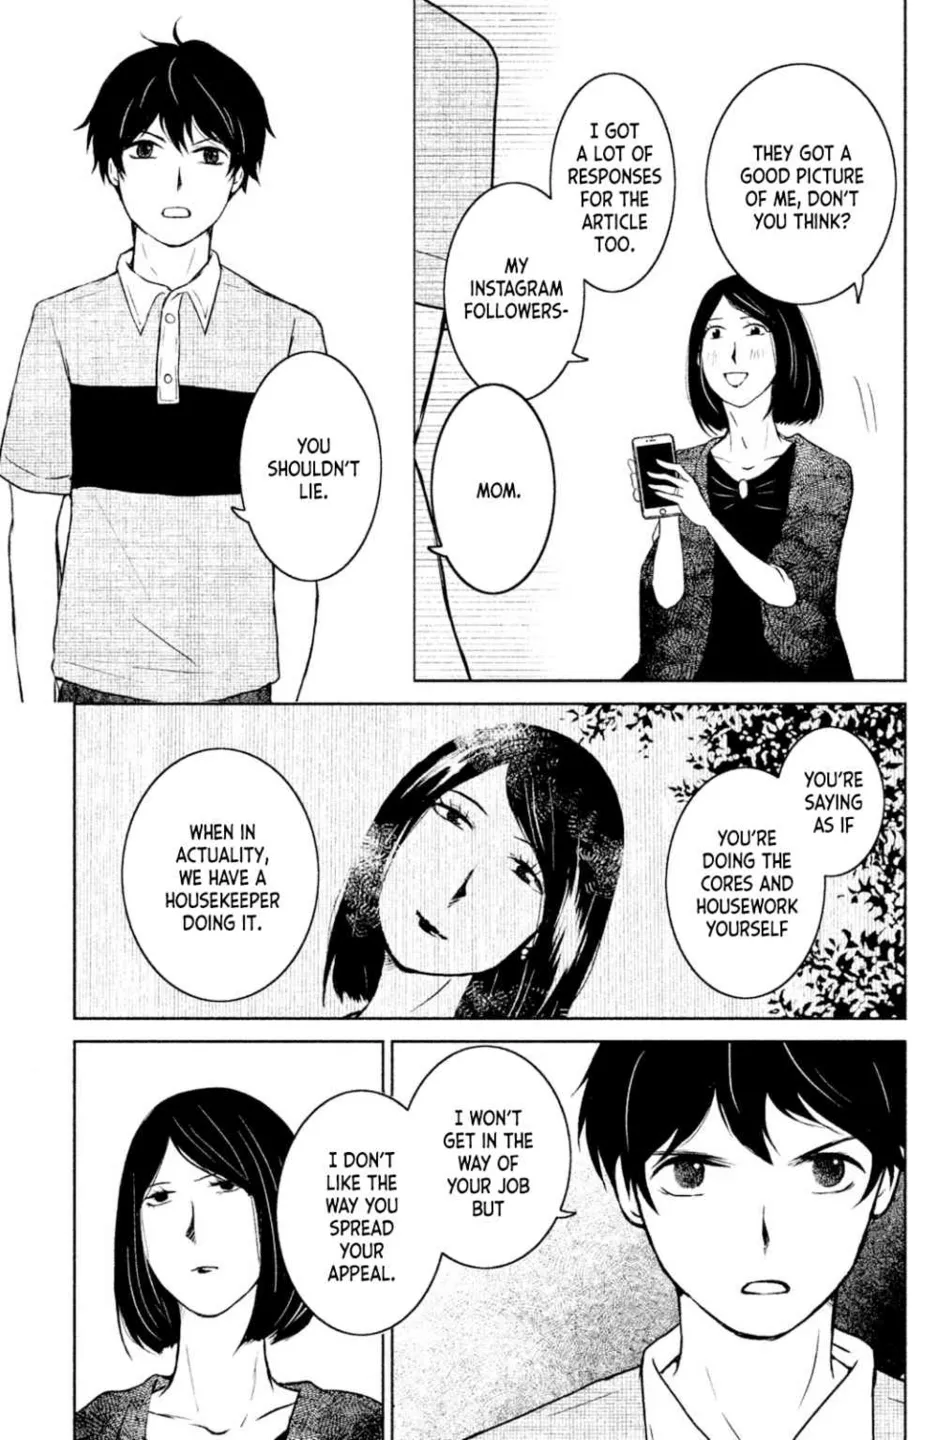 THEY GOT A
GOOD PICTURE
OF ME, DON'T
YOU THINK?
I GOT
A LOT OF
RESPONSES
FOR THE
ARTICLE
TOO.
MY
INSTAGRAM
FOLLOWERS-
MOM.
YOU
SHOULDN'T
LIE.
YOU'RE
SAYING
AS IF
YOU'RE
DOING THE
CORES AND
HOUSEWORK
YOURSELF
WHEN IN
ACTUALITY,
WE HAVE A
HOUSEKEEPER
DOING IT.
I WON'T
GET IN THE
WAY OF
YOUR JOB
BUT
I DON'T
LIKE THE
WAY YOU
SPREAD
YOUR
APPEAL.